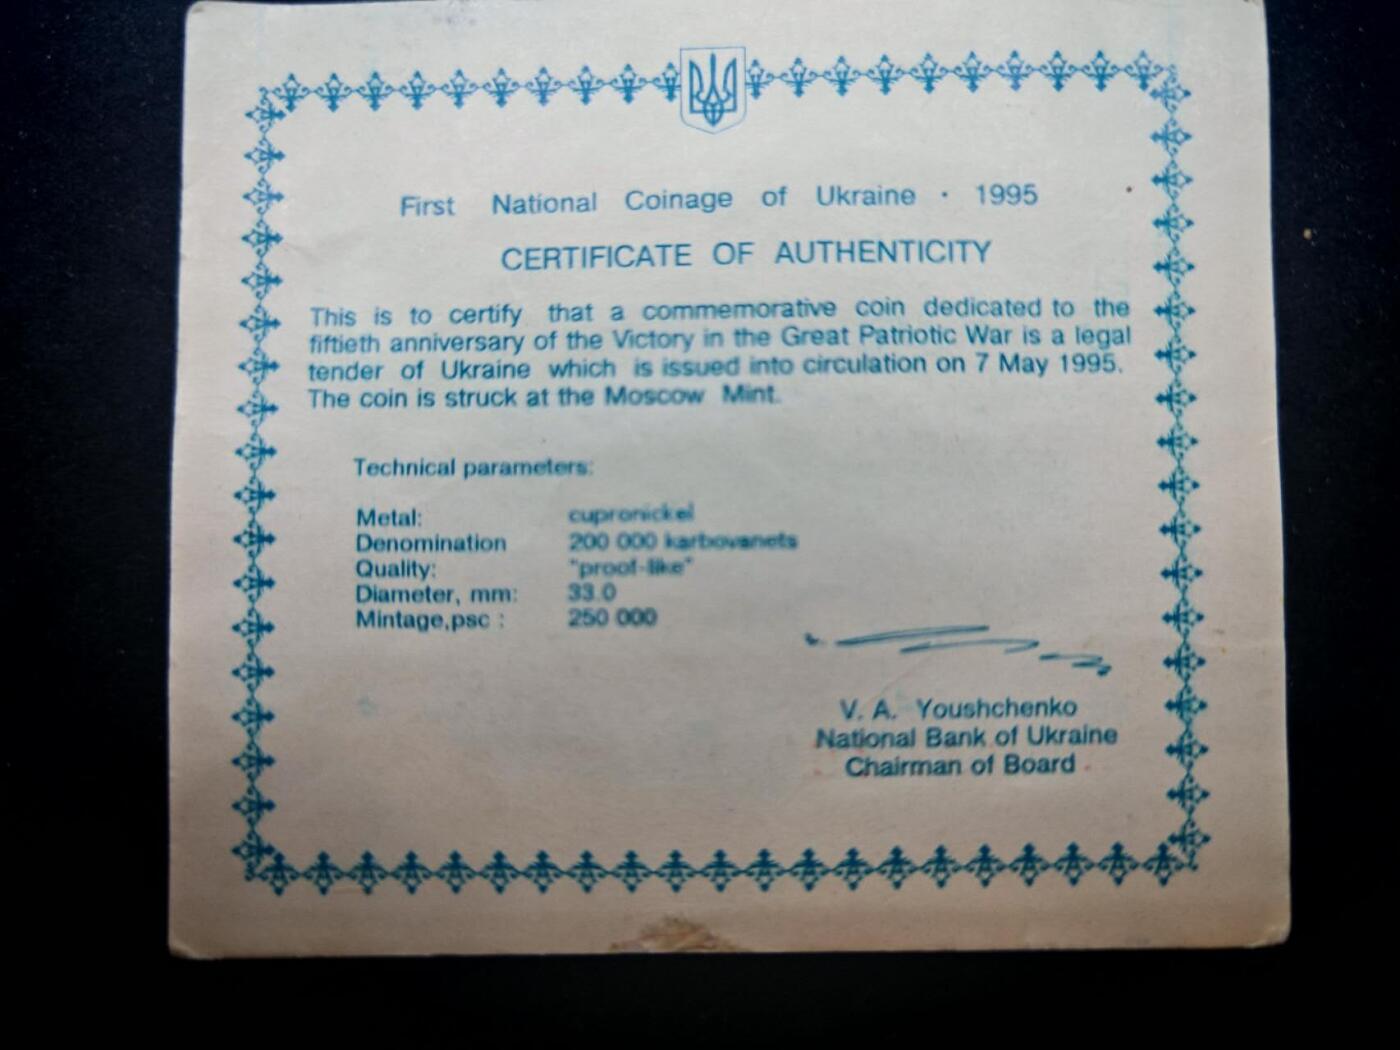 First National Coinage of Ukraine · 1995
CERTIFICATE OF AUTHENTICITY
This is to certify that a commemorative coin dedicated to the
fiftieth anniversary of the Victory in the Great Patriotic War is a legal
tender of Ukraine which is issued into circulation on 7 May 1995.
The coin is struck at the Moscow Mint.
Technical parameters:
Metal: cupronickel
Denomination 200 000 karbovanets
Quality: "proof-like"
Diameter, mm: 33.0
Mintage,psc : 250 000
V. A. Youshchenko
National Bank of Ukraine
Chairman of Board